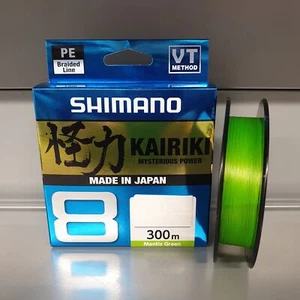 PE
Braided
Line
VT
METHOD
SHIMANO
怪力 KAIRIKI
MYSTERIOUS POWER
MADE IN JAPAN
8
300m
Mantis Green